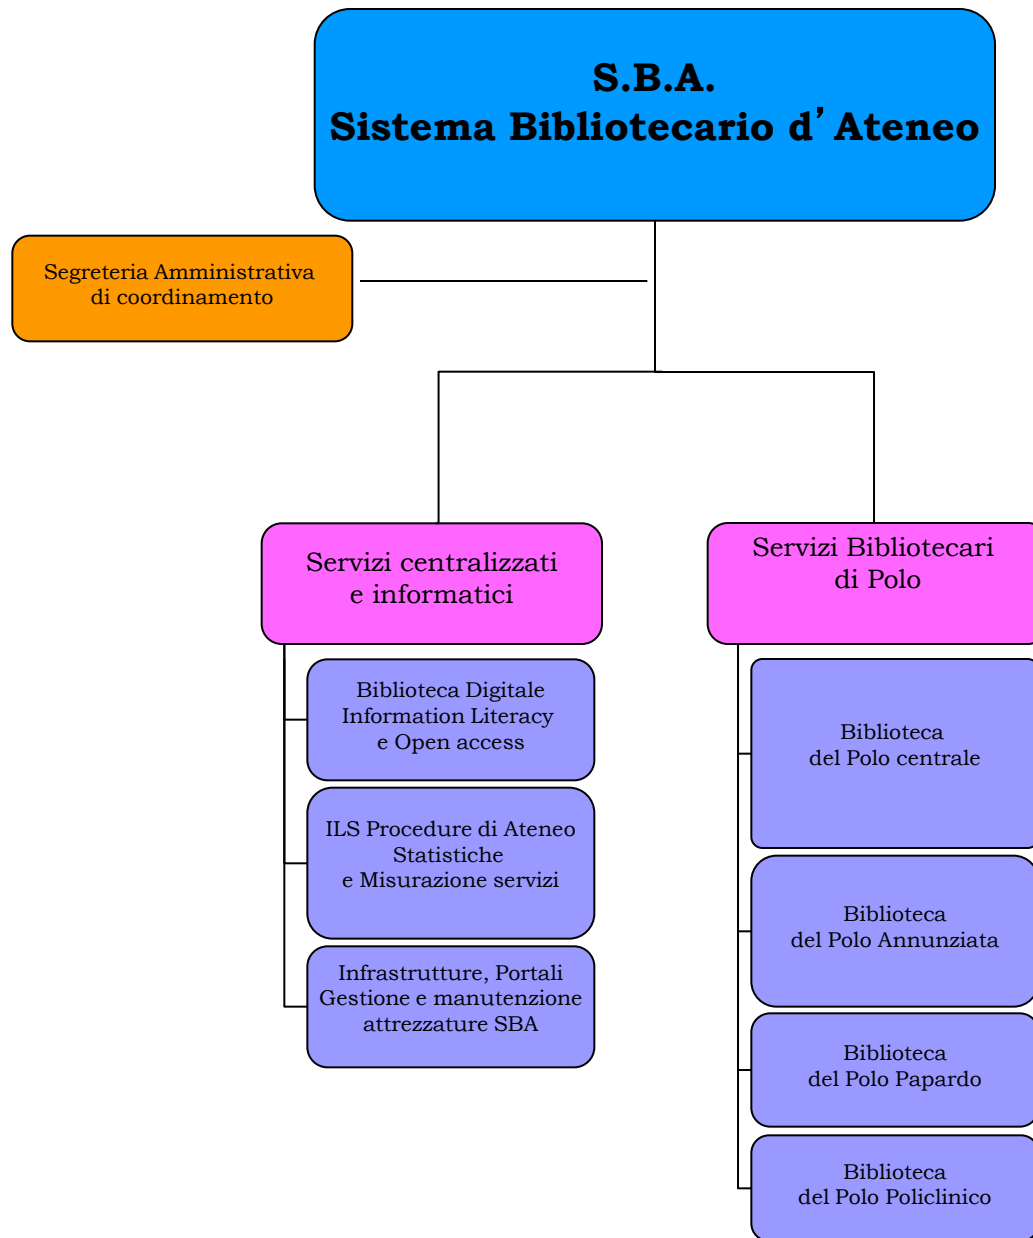 S.B.A.
Sistema Bibliotecario d’Ateneo
Segreteria Amministrativa
di coordinamento
Servizi centralizzati
e informatici
Biblioteca Digitale
Information Literacy
e Open access
ILS Procedure di Ateneo
Statistiche
e Misurazione servizi
Infrastrutture, Portali
Gestione e manutenzione
attrezzature SBA
Servizi Bibliotecari
di Polo
Biblioteca
del Polo centrale
Biblioteca
del Polo Annunziata
Biblioteca
del Polo Papardo
Biblioteca
del Polo Policlinico